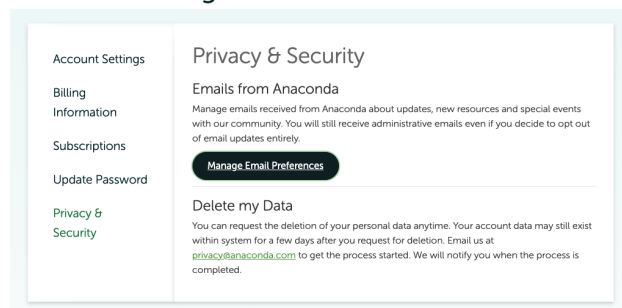 Account Settings
Billing
Information
Subscriptions
Update Password
Privacy &
Security
Privacy & Security
Emails from Anaconda
Manage emails received from Anaconda about updates, new resources and special events
with our community. You will still receive administrative emails even if you decide to opt out
of email updates entirely.
Manage Email Preferences
Delete my Data
You can request the deletion of your personal data anytime. Your account data may still exist
within system for a few days after you request for deletion. Email us at
privacy@anaconda.com to get the process started. We will notify you when the process is
completed.